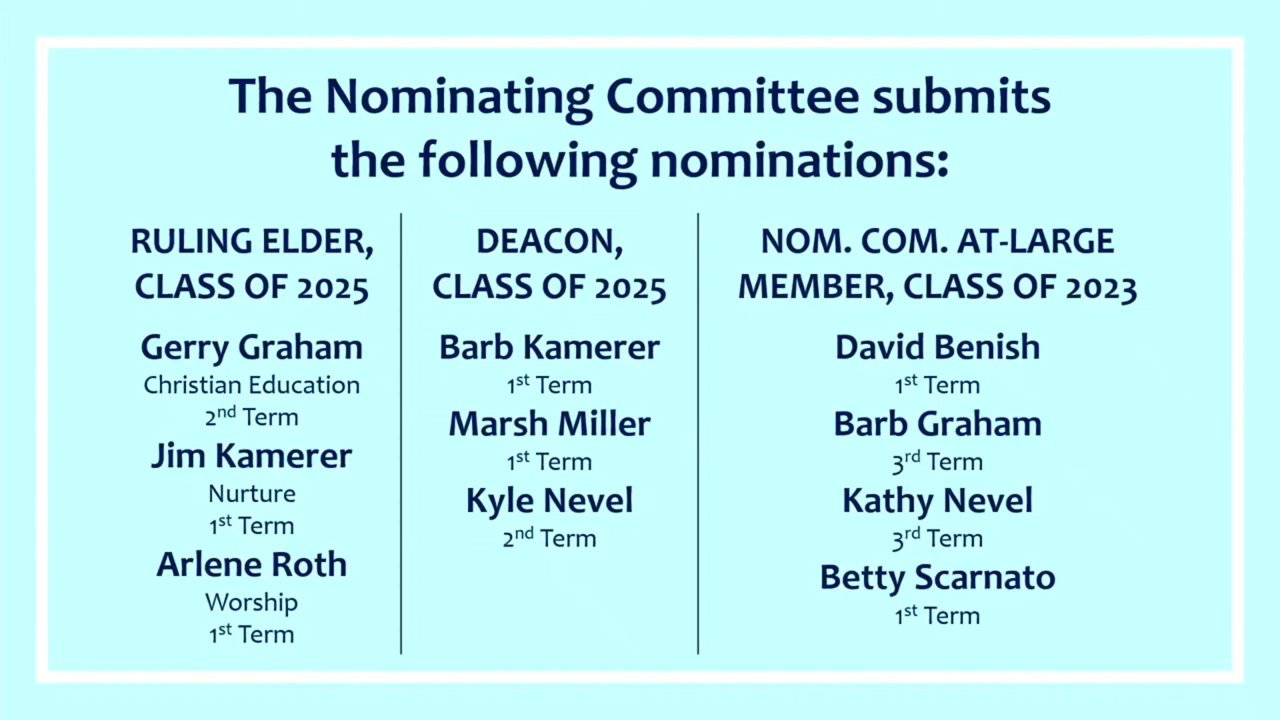 The Nominating Committee submits
the following nominations:
RULING ELDER,
CLASS OF 2025
Gerry Graham
Christian Education
2nd Term
Jim Kamerer
Nurture
1st Term
Arlene Roth
Worship
1st Term
DEACON,
CLASS OF 2025
Barb Kamerer
1st Term
Marsh Miller
1st Term
Kyle Nevel
2nd Term
NOM. COM. AT-LARGE
MEMBER, CLASS OF 2023
David Benish
1st Term
Barb Graham
3rd Term
Kathy Nevel
3rd Term
Betty Scarnato
1st Term